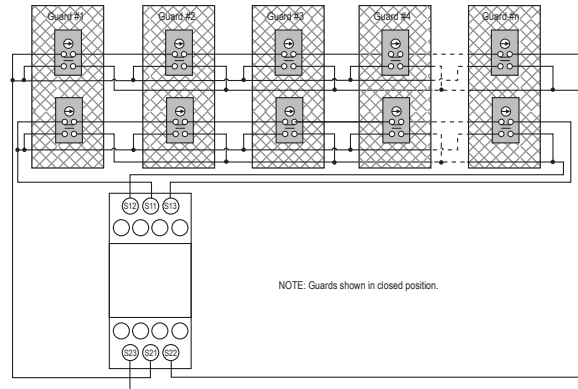 Guard #1 Guard #2 Guard #3 Guard #4 Guard #n
S12 S11 S13
NOTE: Guards shown in closed position.
S23 S21 S22